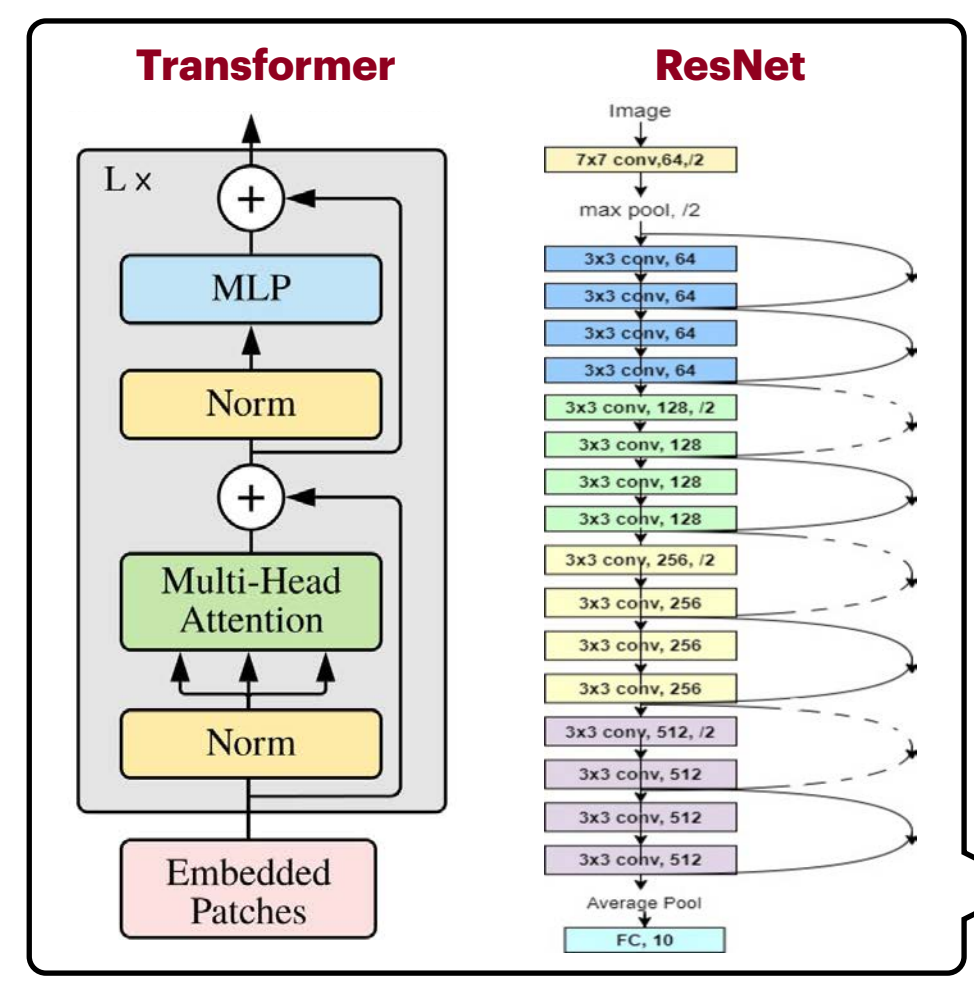 Transformer
L x
+
MLP
Norm
+
Multi-Head
Attention
Norm
Embedded
Patches
ResNet
Image
7x7 conv,64,/2
max pool, /2
3x3 conv, 64
3x3 conv, 64
3x3 conv, 64
3x3 conv, 64
3x3 conv, 128, /2
3x3 conv, 128
3x3 conv, 128
3x3 conv, 128
3x3 conv, 256, /2
3x3 conv, 256
3x3 conv, 256
3x3 conv, 256
3x3 conv, 512, /2
3x3 conv, 512
3x3 conv, 512
3x3 conv, 512
Average Pool
FC, 10